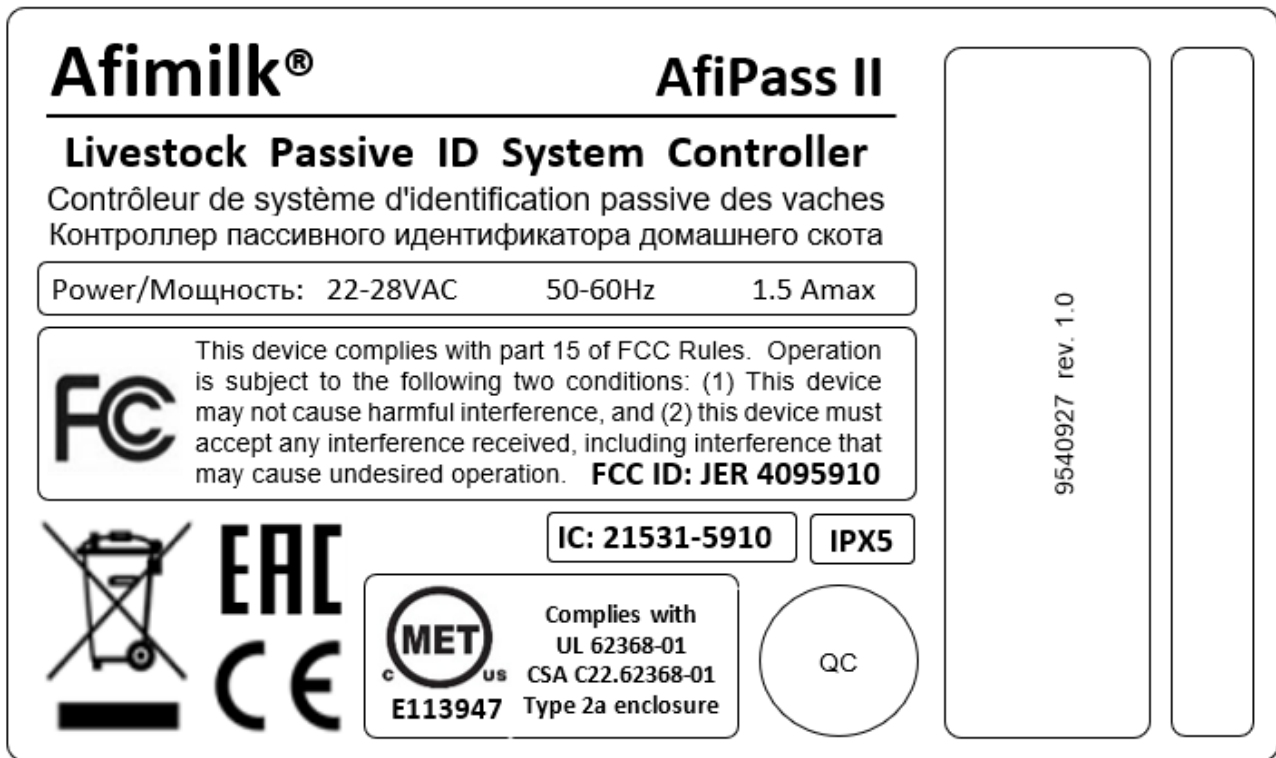 Afimilk®
AfiPass II
Livestock Passive ID System Controller
Contrôleur de système d'identification passive des vaches
Контроллер пассивного идентификатора домашнего скота
Power/Мощность: 22-28VAC 50-60Hz 1.5 Amax
FC
This device complies with part 15 of FCC Rules. Operation
is subject to the following two conditions: (1) This device
may not cause harmful interference, and (2) this device must
accept any interference received, including interference that
may cause undesired operation. FCC ID: JER 4095910
IC: 21531-5910
IPX5
EAC
CE
MET
C US
E113947
Complies with
UL 62368-01
CSA C22.62368-01
Type 2a enclosure
QC
9540927 rev. 1.0